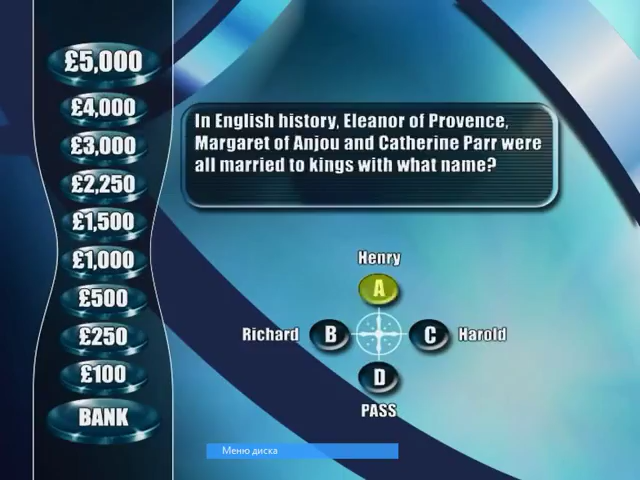 £5,000
£4,000
£3,000
£2,250
£1,500
£1,000
£500
£250
£100
BANK
In English history, Eleanor of Provence,
Margaret of Anjou and Catherine Parr were
all married to kings with what name?
Henry
A
Richard B C Harold
D
PASS
Меню диска